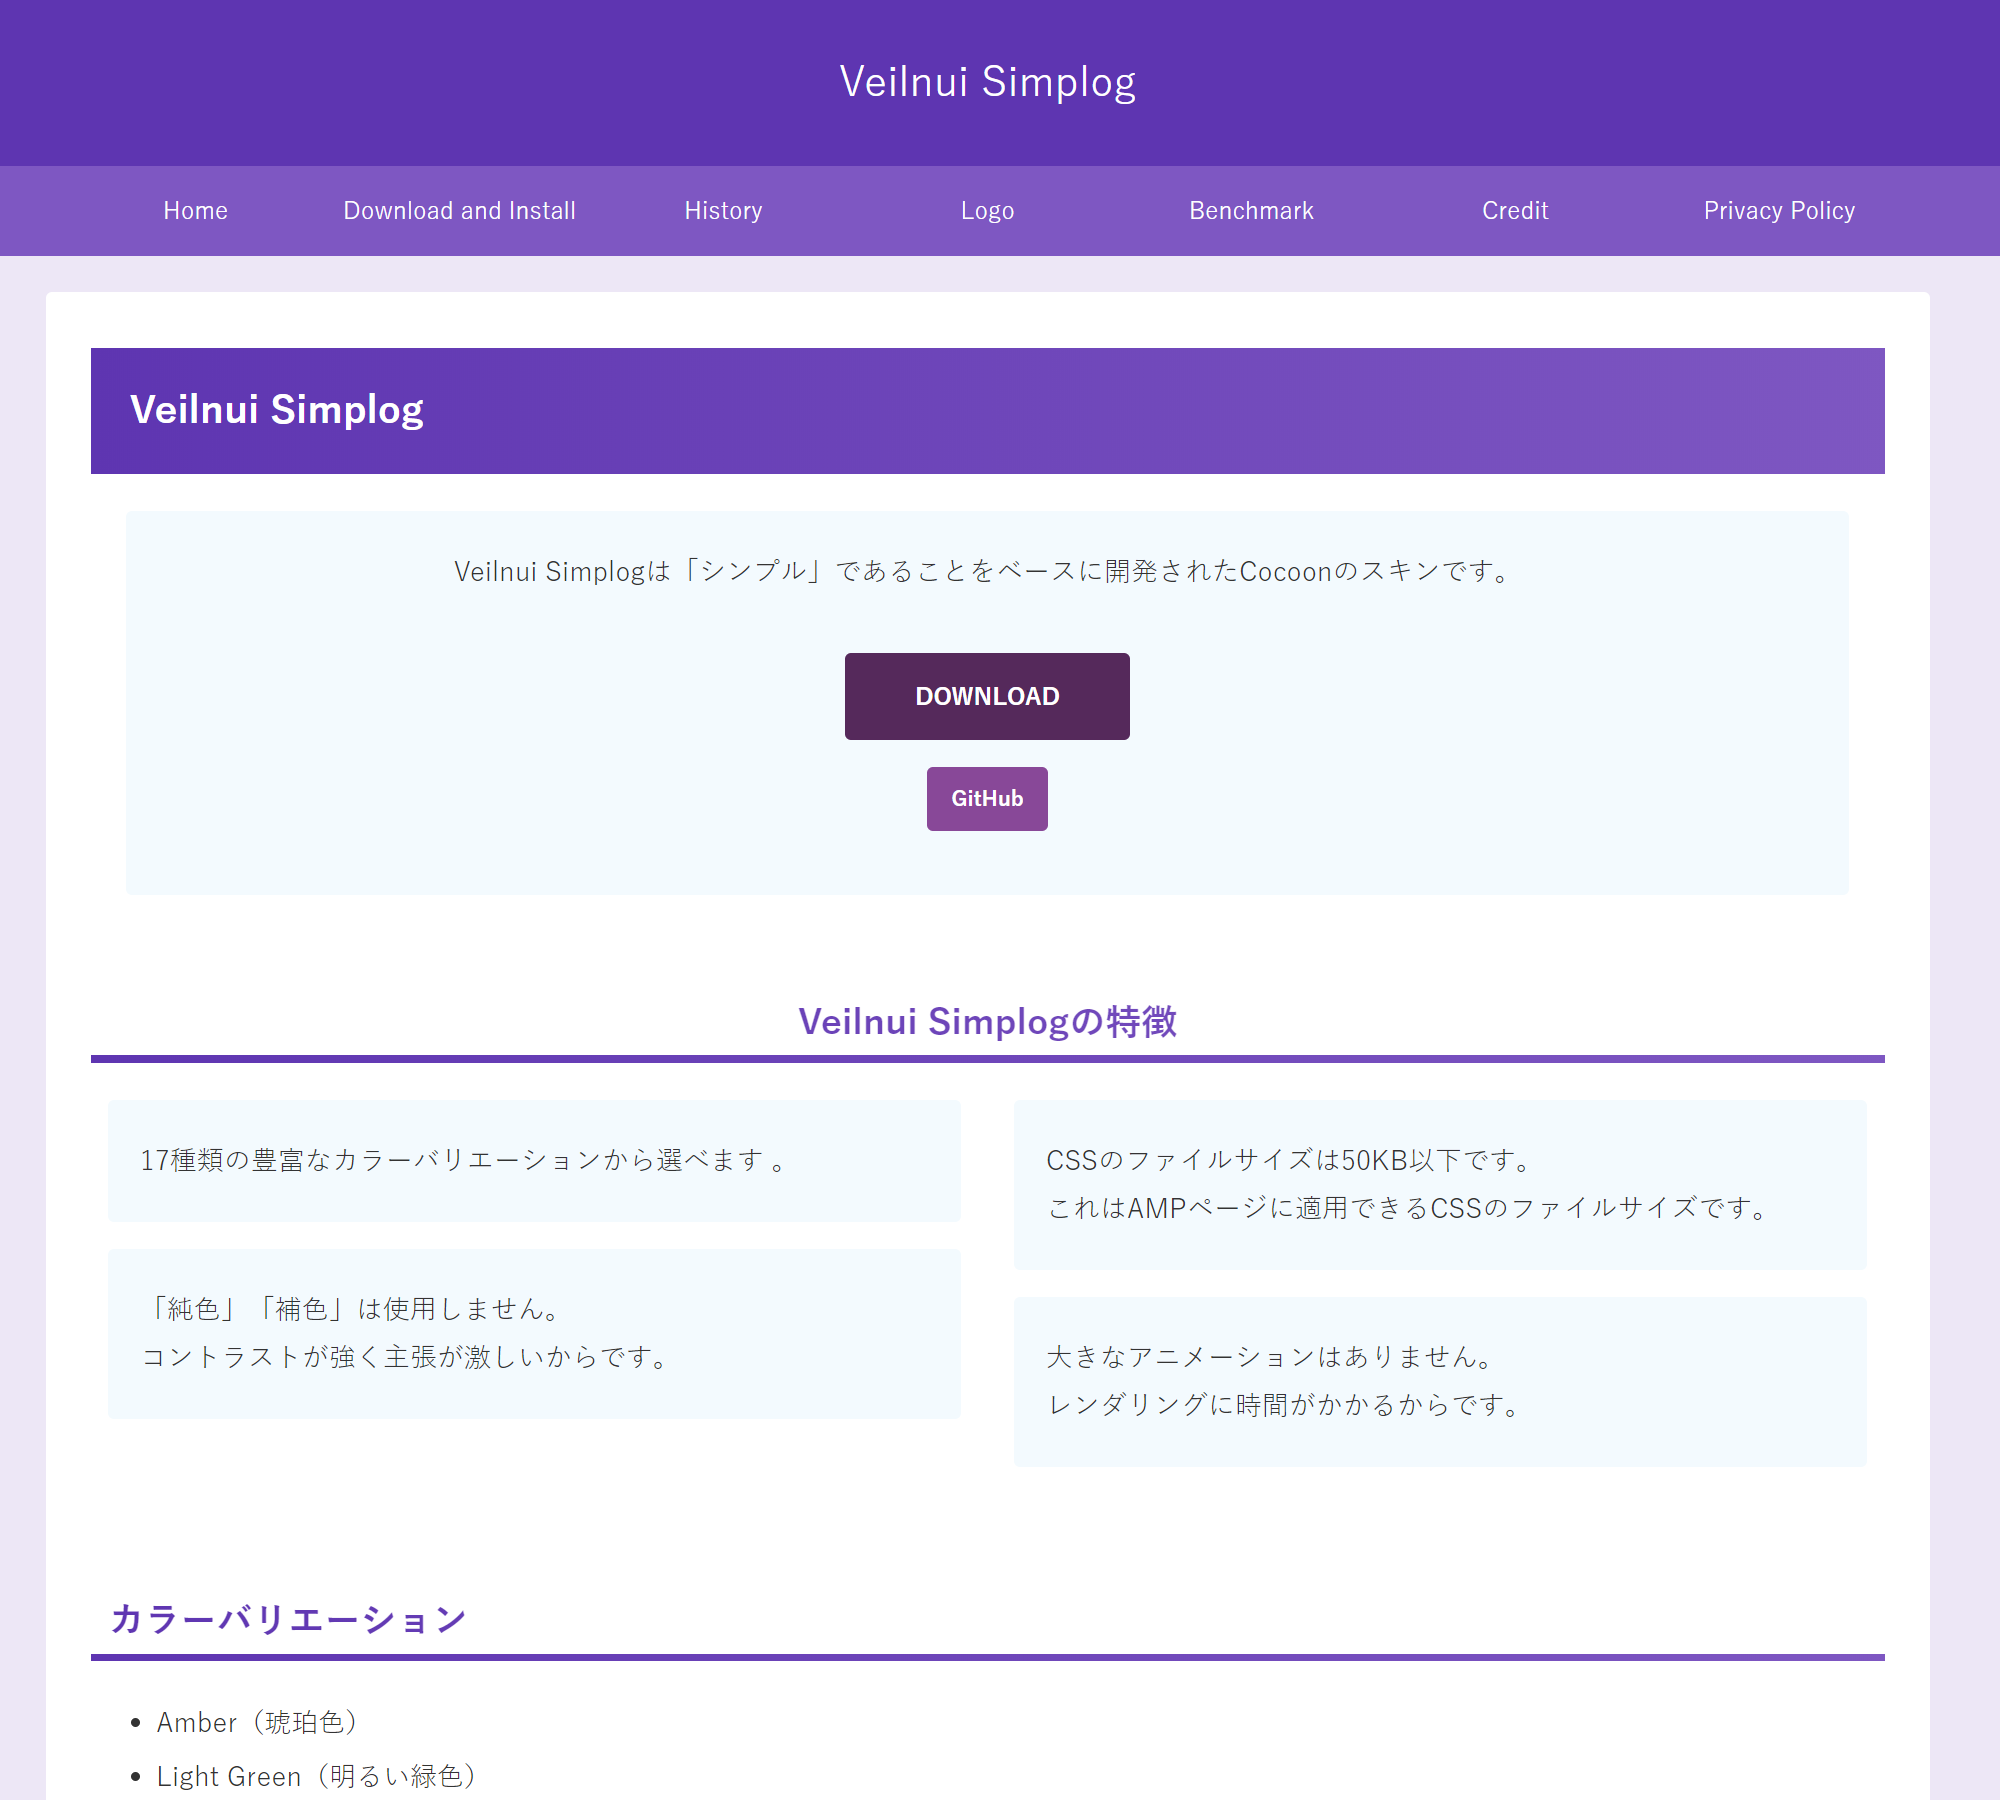 Veilnui Simplog
Home
Download and Install
History
Logo
Benchmark
Credit
Privacy Policy
Veilnui Simplog
Veilnui Simplogは「シンプル」であることをベースに開発されたCocoonのスキンです。
DOWNLOAD
GitHub
Veilnui Simplogの特徴
17種類の豊富なカラーバリエーションから選べます 。
「純色」「補色」は使用しません。
コントラストが強く主張が激しいからです。
CSSのファイルサイズは50KB以下です。
これはAMPページに適用できるCSSのファイルサイズです。
大きなアニメーションはありません。
レンダリングに時間がかかるからです。
カラーバリエーション
Amber（琥珀色）
Light Green（明るい緑色）